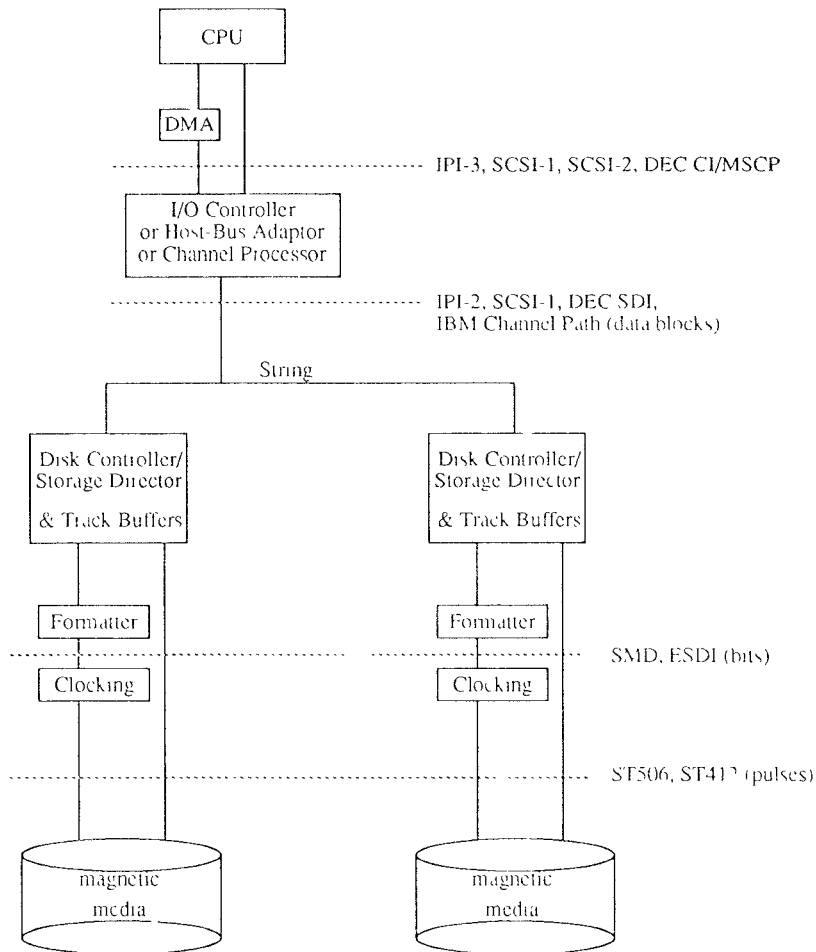 CPU
DMA
IPI-3, SCSI-1, SCSI-2, DEC CI/MSCP
I/O Controller
or Host-Bus Adaptor
or Channel Processor
IPI-2, SCSI-1, DEC SDI,
IBM Channel Path (data blocks)
String
Disk Controller/
Storage Director
& Track Buffers
Disk Controller/
Storage Director
& Track Buffers
Formatter
Formatter
SMD, ESDI (bits)
Clocking
Clocking
ST506, ST412 (pulses)
magnetic
media
magnetic
media